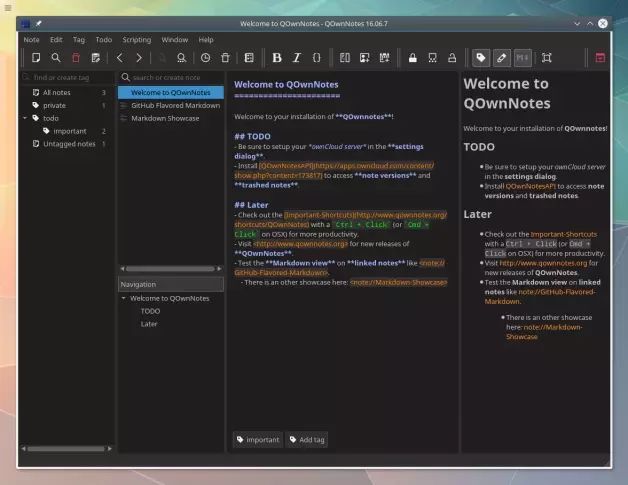 Welcome to QOwnNotes - QOwnNotes 16.06.7
Note Edit Tag Todo Scripting Window Help
B I {}
find or create tag
All notes 3
private 1
todo
important 2
Untagged notes 1
search or create note
Welcome to QOwnNotes
GitHub Flavored Markdown
Markdown Showcase
Navigation
Welcome to QOwnNotes
TODO
Later
Welcome to QOwnNotes
======================
Welcome to your installation of **QOwnnotes**!
## TODO
- Be sure to setup your *ownCloud server* in the **settings
dialog**.
- Install [QOwnNotesAPI](https://apps.owncloud.com/content/
show.php?content=173817) to access **note versions** and
**trashed notes**.
## Later
- Check out the [Important-Shortcuts](http://www.qownnotes.org/
shortcuts/QOwnNotes) with a `Ctrl + Click` (or `Cmd +
Click` on OSX) for more productivity.
- Visit <http://www.qownnotes.org> for new releases of
**QOwnNotes**.
- Test the **Markdown view** on **linked notes** like <note://
GitHub-Flavored-Markdown>.
- There is an other showcase here: <note://Markdown-Showcase>
important Add tag
Welcome to
QOwnNotes
Welcome to your installation of QOwnnotes!
TODO
Be sure to setup your ownCloud server
in the settings dialog.
Install QOwnNotesAPI to access note
versions and trashed notes.
Later
Check out the Important-Shortcuts
with a Ctrl + Click (or Cmd +
Click on OSX) for more productivity.
Visit http://www.qownnotes.org for
new releases of QOwnNotes.
Test the Markdown view on linked
notes like note://GitHub-Flavored-
Markdown.
There is an other showcase
here: note://Markdown-
Showcase